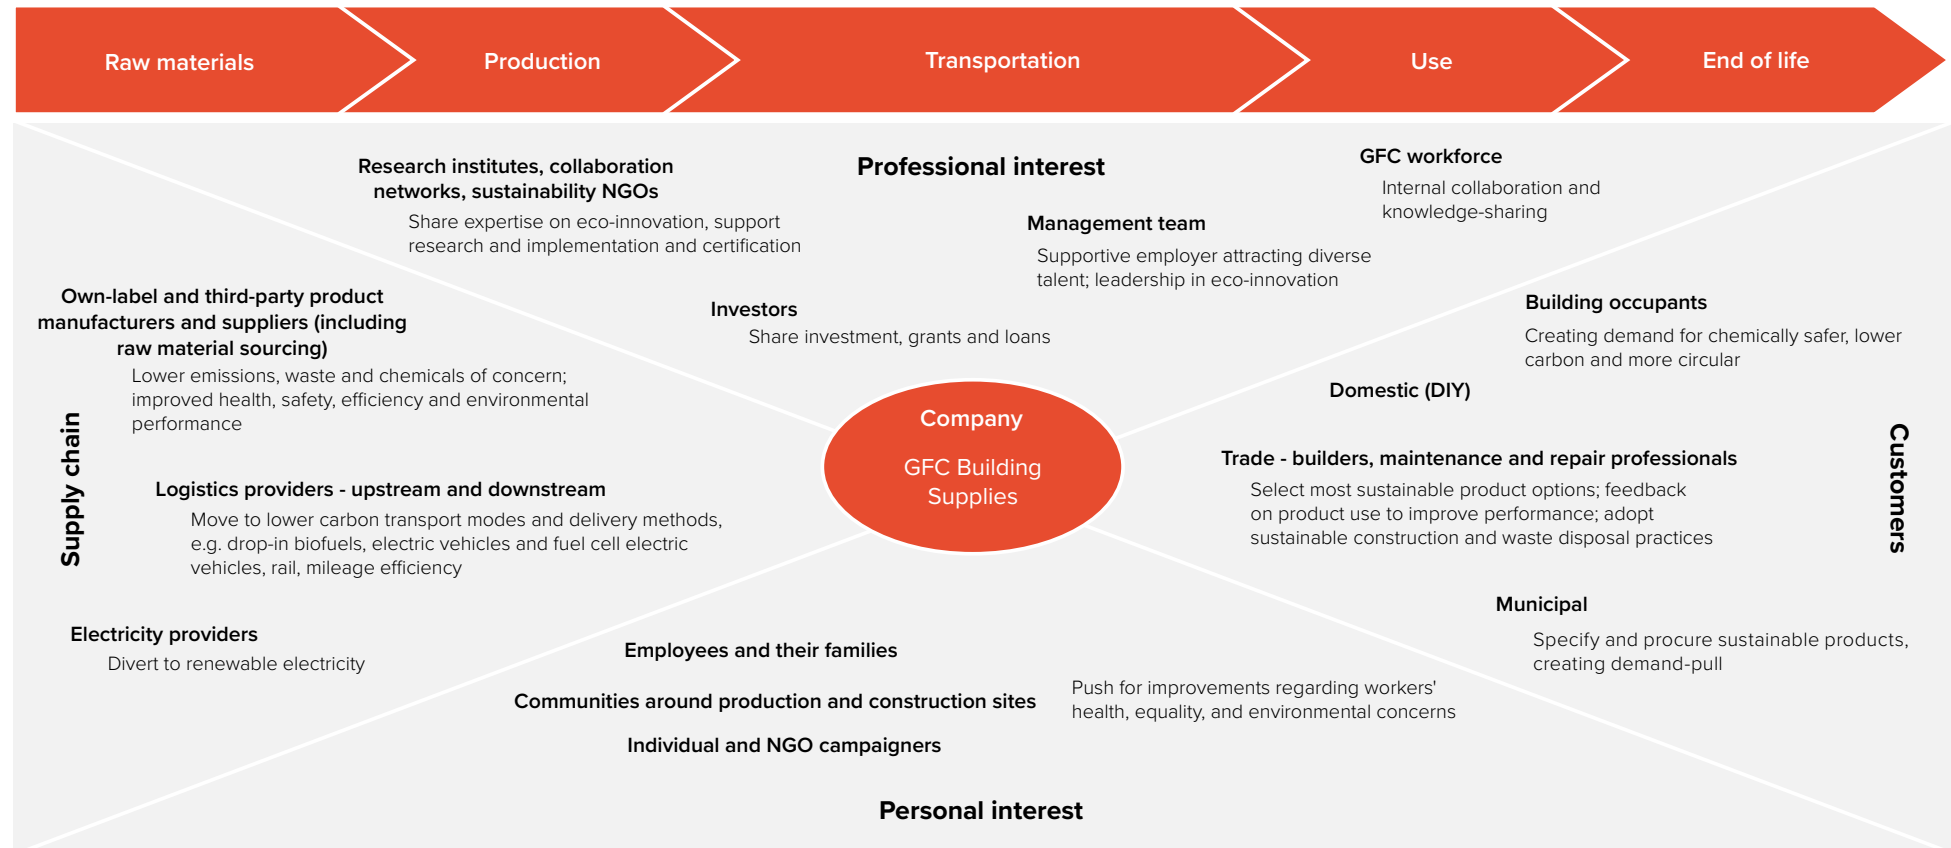 Raw materials
Production
Transportation
Use
End of life
Professional interest
Research institutes, collaboration
networks, sustainability NGOs
Share expertise on eco-innovation, support
research and implementation and certification
Management team
Supportive employer attracting diverse
talent; leadership in eco-innovation
GFC workforce
Internal collaboration and
knowledge-sharing
Investors
Share investment, grants and loans
Supply chain
Own-label and third-party product
manufacturers and suppliers (including
raw material sourcing)
Lower emissions, waste and chemicals of concern;
improved health, safety, efficiency and environmental
performance
Logistics providers - upstream and downstream
Move to lower carbon transport modes and delivery methods,
e.g. drop-in biofuels, electric vehicles and fuel cell electric
vehicles, rail, mileage efficiency
Electricity providers
Divert to renewable electricity
Company
GFC Building
Supplies
Customers
Building occupants
Creating demand for chemically safer, lower
carbon and more circular
Domestic (DIY)
Trade - builders, maintenance and repair professionals
Select most sustainable product options; feedback
on product use to improve performance; adopt
sustainable construction and waste disposal practices
Municipal
Specify and procure sustainable products,
creating demand-pull
Employees and their families
Communities around production and construction sites
Individual and NGO campaigners
Push for improvements regarding workers'
health, equality, and environmental concerns
Personal interest